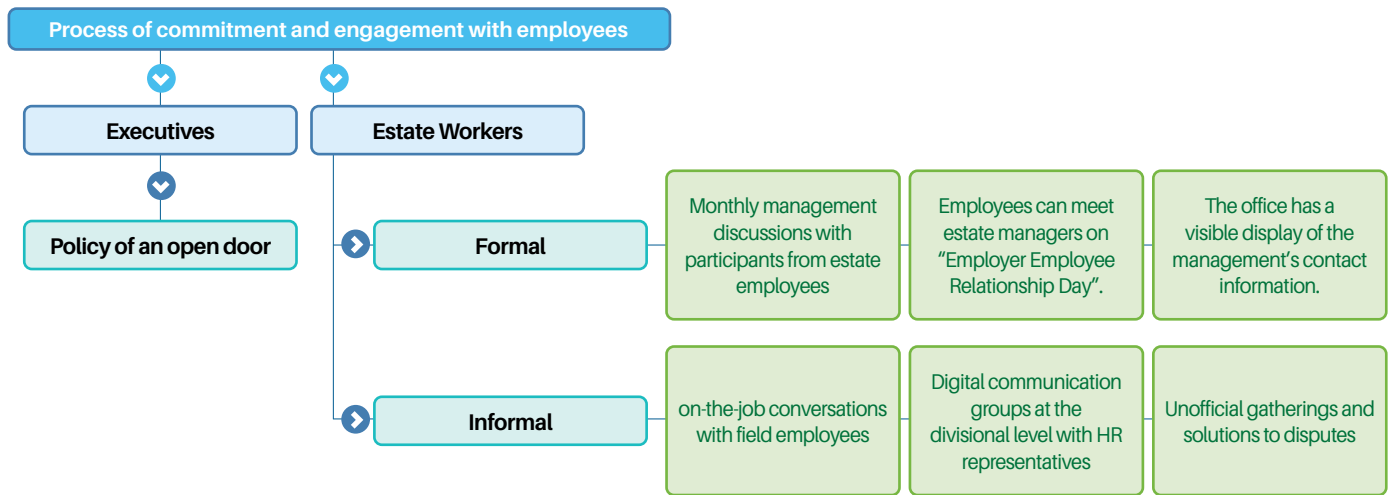 Process of commitment and engagement with employees
Executives
Estate Workers
Policy of an open door
Formal
Monthly management
discussions with
participants from estate
employees
Employees can meet
estate managers on
“Employer Employee
Relationship Day”.
The office has a
visible display of the
management’s contact
information.
Informal
on-the-job conversations
with field employees
Digital communication
groups at the
divisional level with HR
representatives
Unofficial gatherings and
solutions to disputes